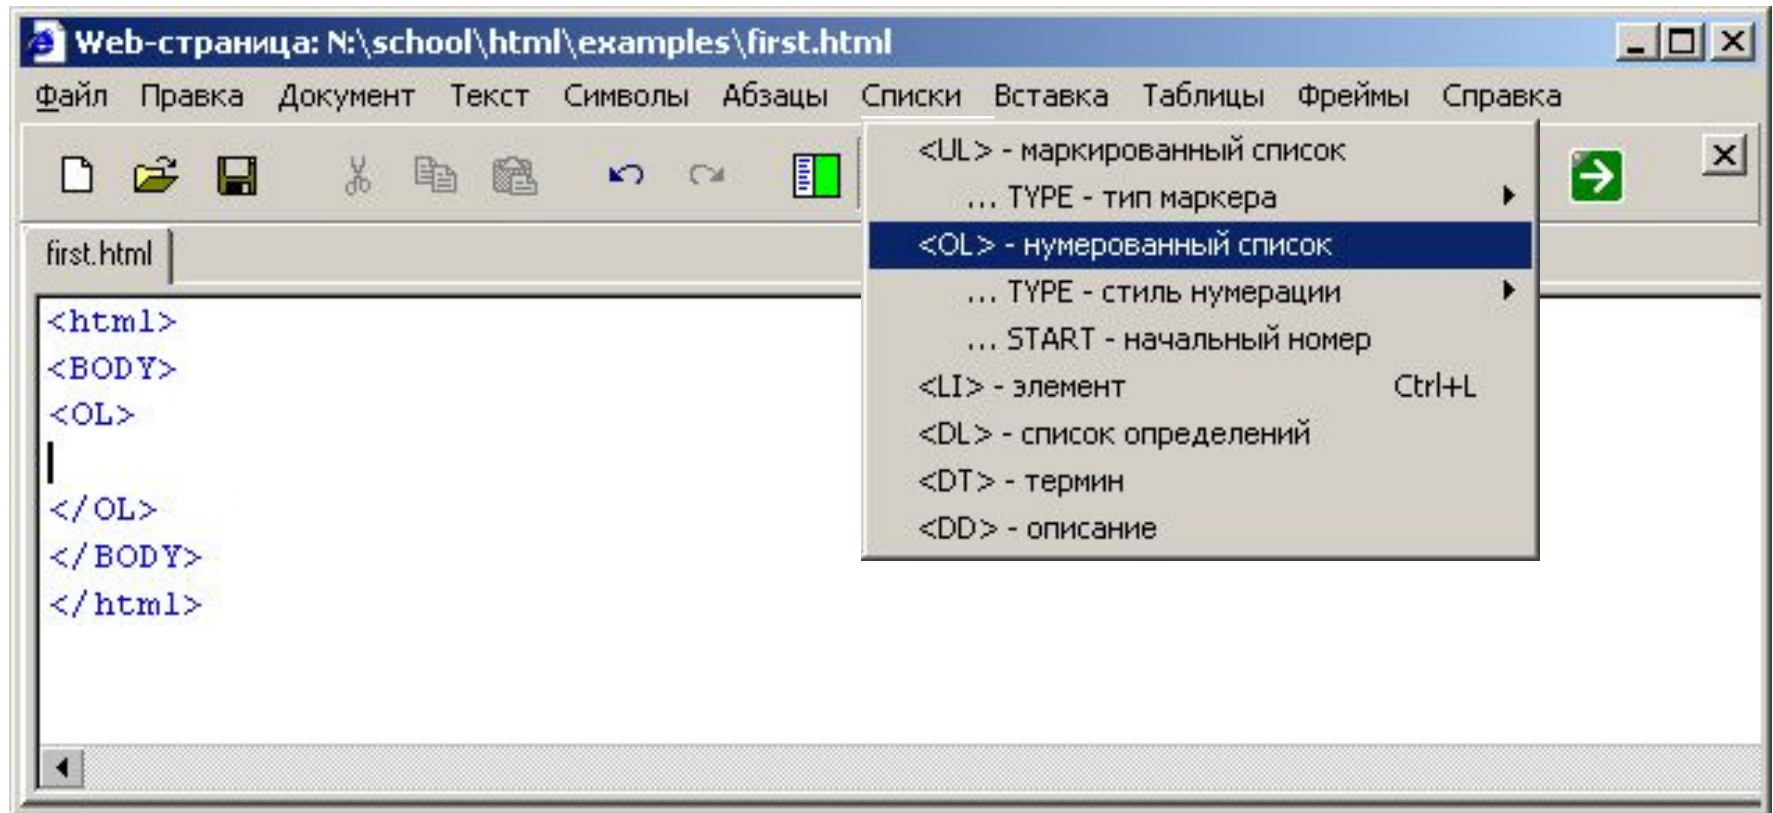 Web-страница: N:\school\html\examples\first.html
Файл Правка Документ Текст Символы Абзацы Списки Вставка Таблицы Фреймы Справка
<UL> - маркированный список
... TYPE - тип маркера
<OL> - нумерованный список
... TYPE - стиль нумерации
... START - начальный номер
<LI> - элемент Ctrl+L
<DL> - список определений
<DT> - термин
<DD> - описание
first.html
<html>
<BODY>
<OL>
</OL>
</BODY>
</html>